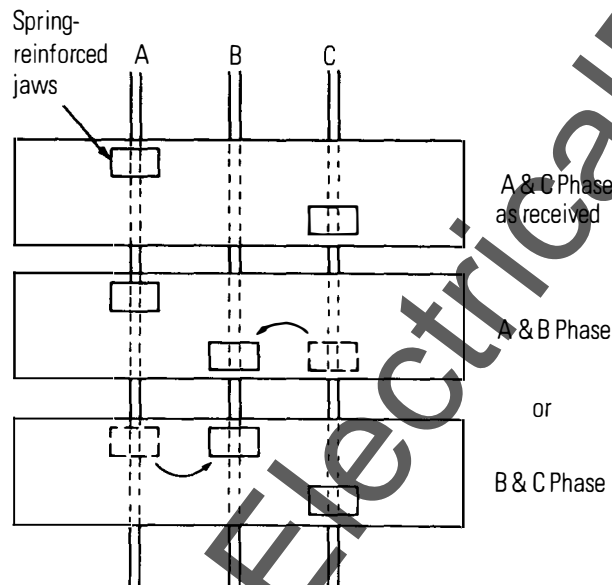 Spring-
reinforced
jaws
A
B
C
A & C Phase
as received
A & B Phase
or
B & C Phase
Electrical